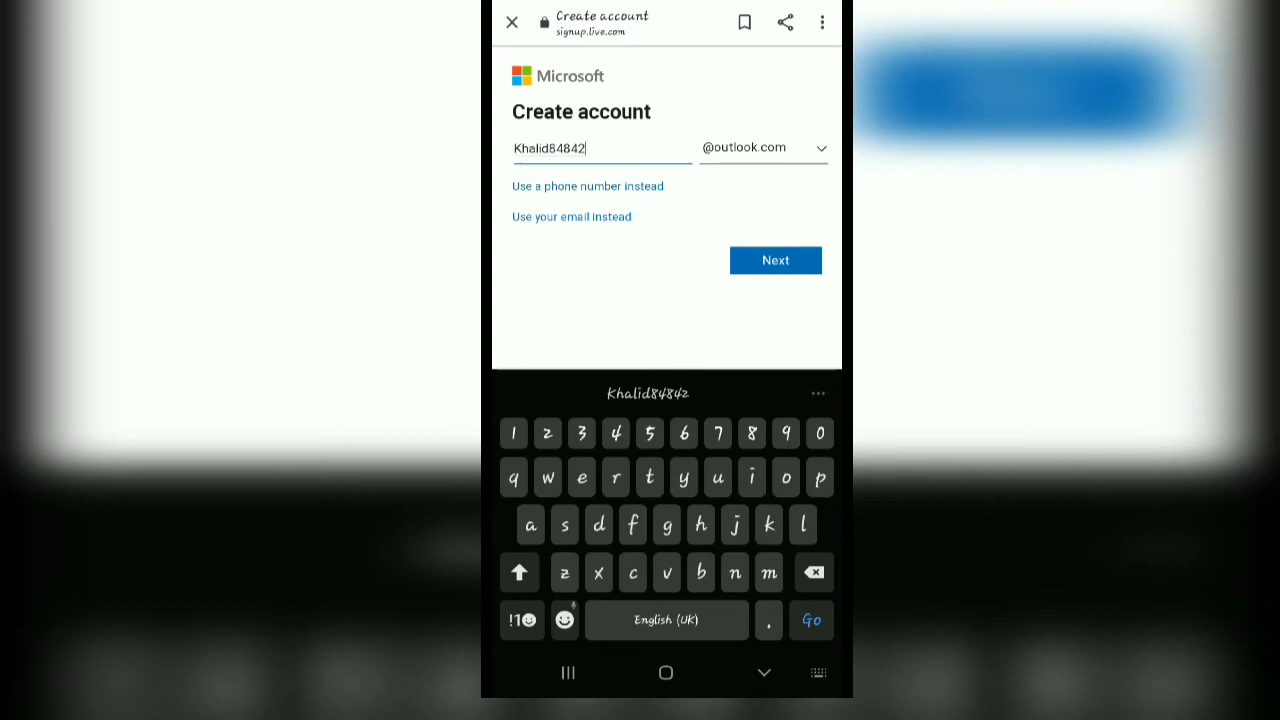 Create account
signup.live.com
Microsoft
Create account
Khalid84842
@outlook.com
Use a phone number instead
Use your email instead
Next
Khalid84842
1 2 3 4 5 6 7 8 9 0
q w e r t y u i o p
a s d f g h j k l
z x c v b n m
!1 English (UK) . Go